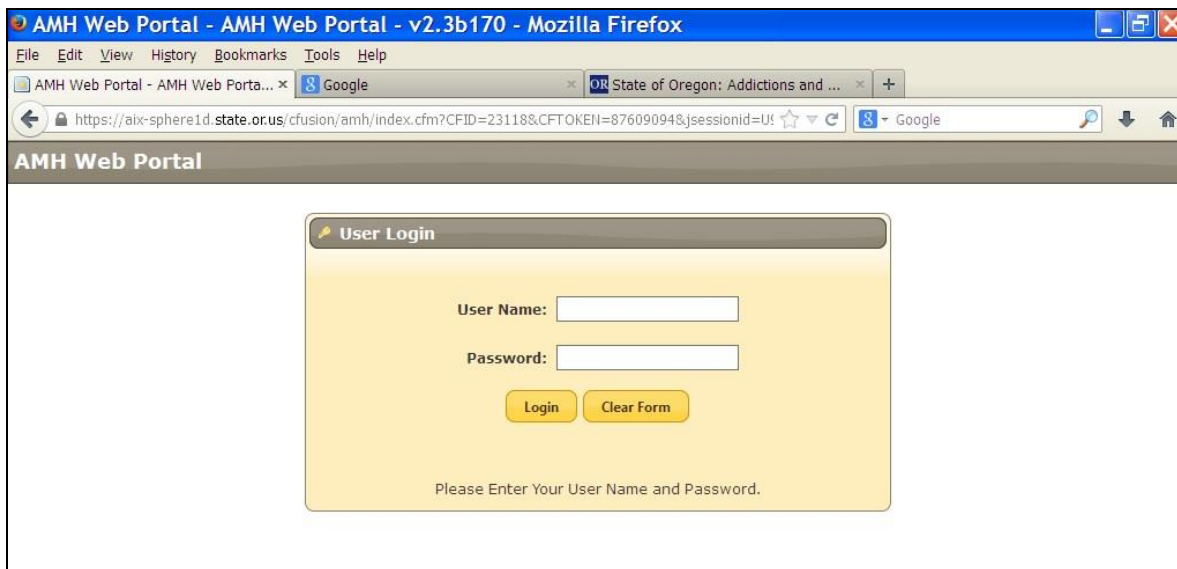 AMH Web Portal - AMH Web Portal - v2.3b170 - Mozilla Firefox
File Edit View History Bookmarks Tools Help
AMH Web Portal - AMH Web Porta... × 8 Google × OR State of Oregon: Addictions and ... × +
https://aix-sphere1d.state.or.us/cfusion/amh/index.cfm?CFID=23118&CFTOKEN=87609094&jsessionid=U 8 Google
AMH Web Portal
User Login
User Name:
Password:
Login Clear Form
Please Enter Your User Name and Password.